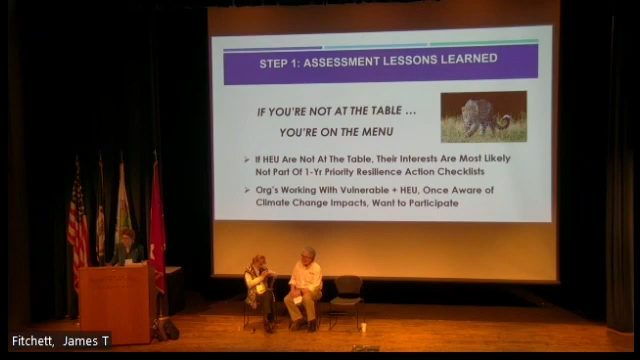 STEP 1: ASSESSMENT LESSONS LEARNED
IF YOU'RE NOT AT THE TABLE ...
YOU'RE ON THE MENU
If HEU Are Not At The Table, Their Interests Are Most Likely
Not Part Of 1-Yr Priority Resilience Action Checklists
Org's Working With Vulnerable + HEU, Once Aware of
Climate Change Impacts, Want to Participate
Fitchett, James T